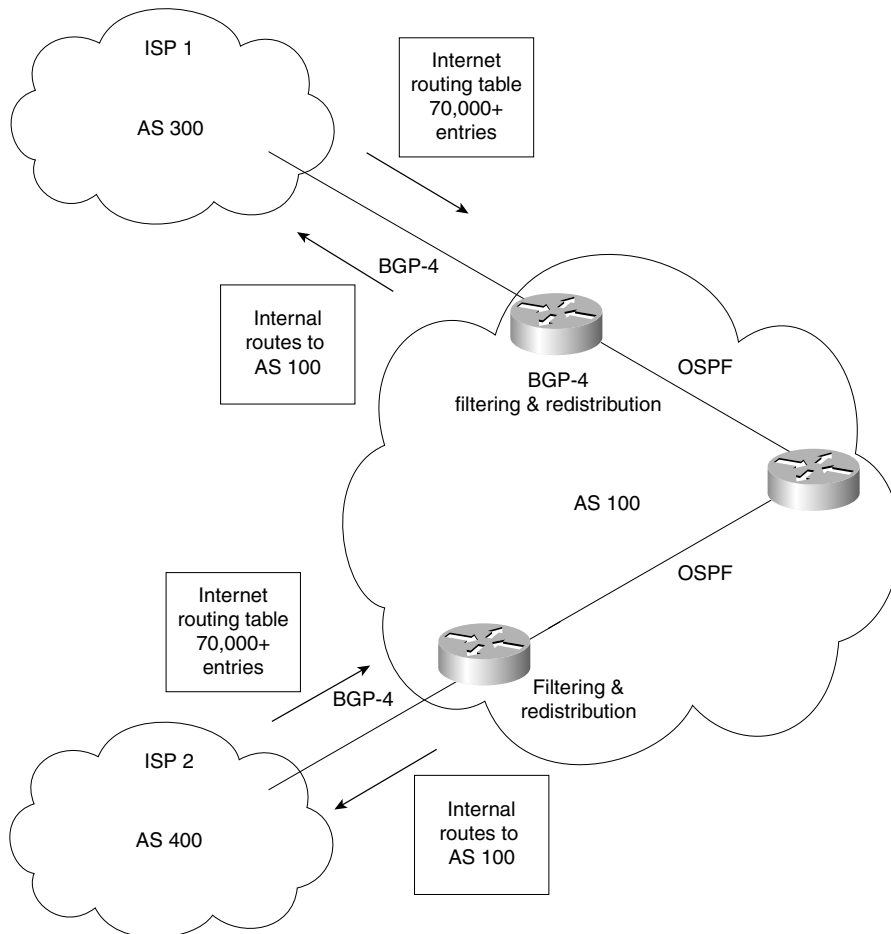 ISP 1
AS 300
Internet
routing table
70,000+
entries
BGP-4
Internal
routes to
AS 100
OSPF
BGP-4
filtering & redistribution
AS 100
OSPF
Internet
routing table
70,000+
entries
BGP-4
Filtering &
redistribution
ISP 2
AS 400
Internal
routes to
AS 100